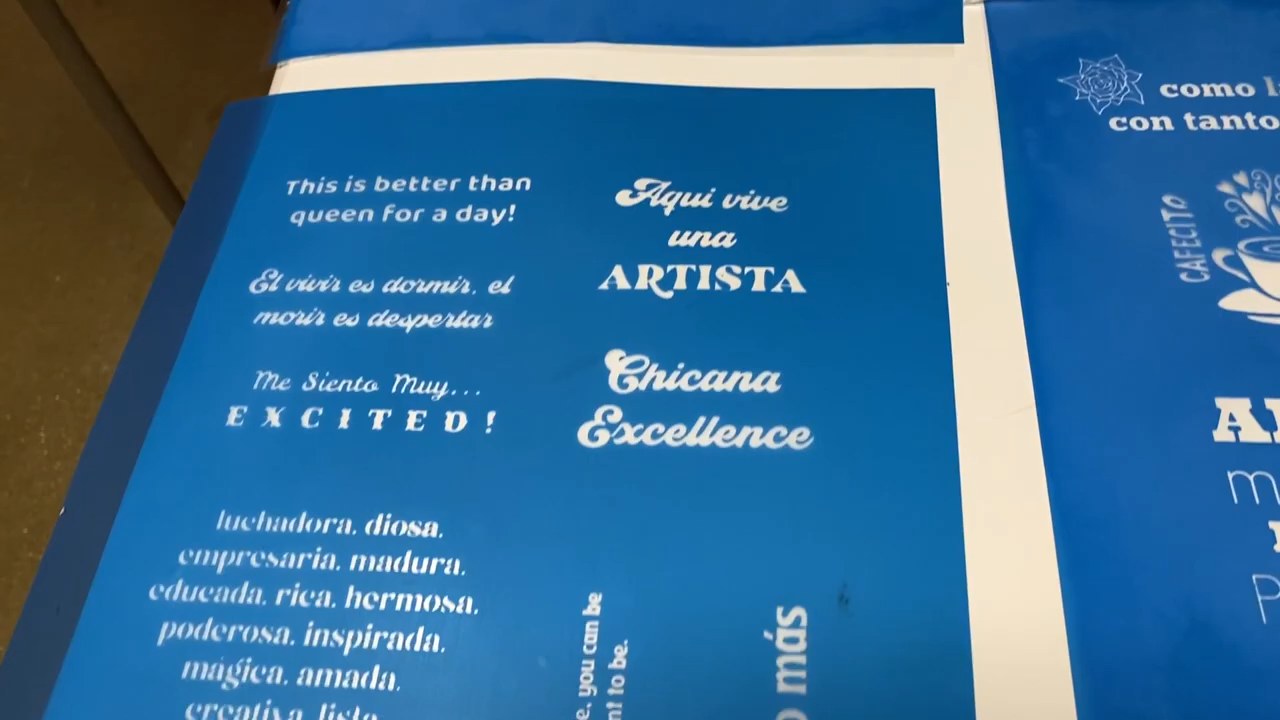 This is better than
queen for a day!
El vivir es dormir, el
morir es despertar
Me Siento Muy...
EXCITED!
luchadora. diosa.
empresaria. madura.
educada. rica. hermosa.
poderosa. inspirada.
mágica. amada.
creativa. lista
Aqui vive
una
ARTISTA
Chicana
Excellence
you can be
to be.
más
como
con tanto
CAFECITO